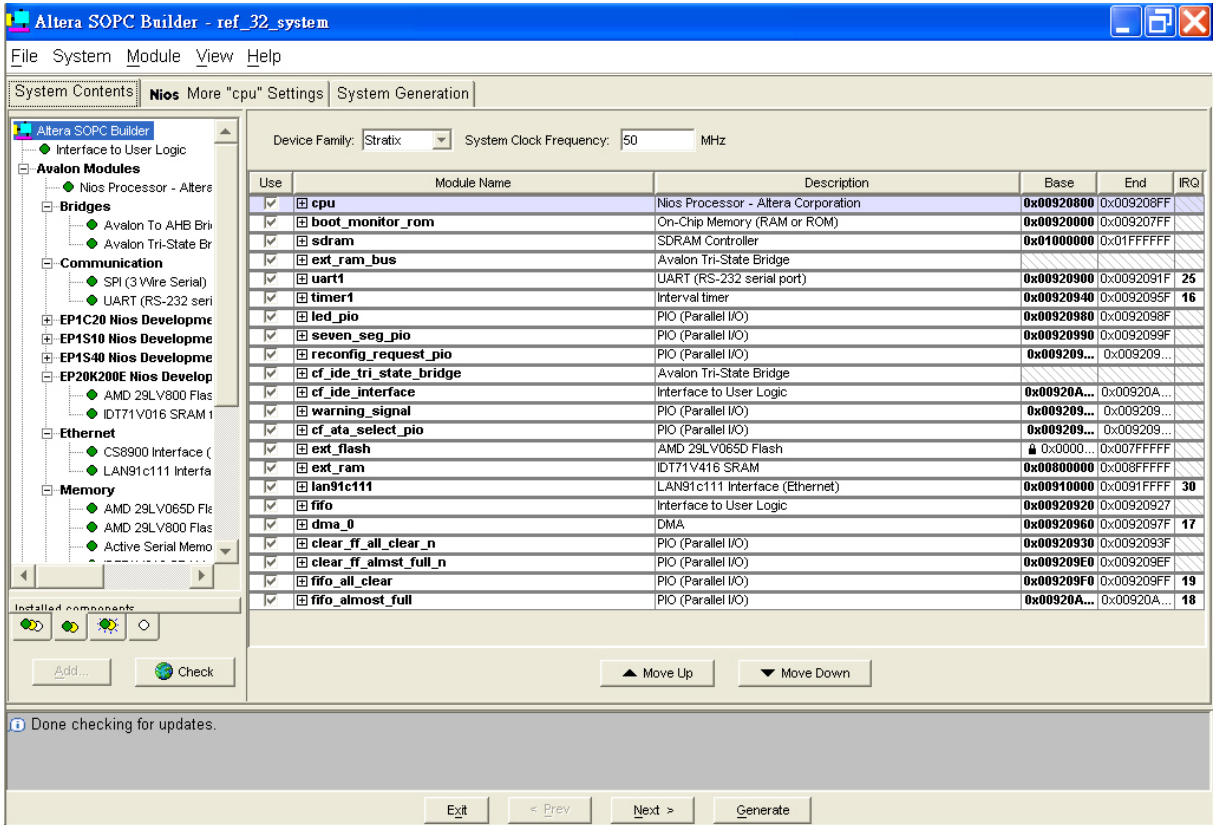 Altera SOPC Builder - ref_32_system
File System Module View Help
System Contents Nios More "cpu" Settings System Generation
Altera SOPC Builder
Interface to User Logic
Avalon Modules
Nios Processor - Altera
Bridges
Avalon To AHB Bri
Avalon Tri-State Br
Communication
SPI (3 Wire Serial)
UART (RS-232 seri
EP1C20 Nios Developme
EP1S10 Nios Developme
EP1S40 Nios Developme
EP20K200E Nios Develop
AMD 29LV800 Flas
IDT71V016 SRAM 1
Ethernet
CS8900 Interface (
LAN91c111 Interfa
Memory
AMD 29LV065D Fla
AMD 29LV800 Flas
Active Serial Memo
Installed components
Add... Check
Device Family: Stratix System Clock Frequency: 50 MHz
Use Module Name Description Base End IRQ
cpu Nios Processor - Altera Corporation 0x00920800 0x009208FF
boot_monitor_rom On-Chip Memory (RAM or ROM) 0x00920000 0x009207FF
sdram SDRAM Controller 0x01000000 0x01FFFFFF
ext_ram_bus Avalon Tri-State Bridge
uart1 UART (RS-232 serial port) 0x00920900 0x0092091F 25
timer1 Interval timer 0x00920940 0x0092095F 16
led_pio PIO (Parallel I/O) 0x00920980 0x0092098F
seven_seg_pio PIO (Parallel I/O) 0x00920990 0x0092099F
reconfig_request_pio PIO (Parallel I/O) 0x009209... 0x009209...
cf_ide_tri_state_bridge Avalon Tri-State Bridge
cf_ide_interface Interface to User Logic 0x00920A... 0x00920A...
warning_signal PIO (Parallel I/O) 0x009209... 0x009209...
cf_ata_select_pio PIO (Parallel I/O) 0x009209... 0x009209...
ext_flash AMD 29LV065D Flash 0x0000... 0x007FFFFF
ext_ram IDT71V416 SRAM 0x00800000 0x008FFFFF
lan91c111 LAN91c111 Interface (Ethernet) 0x00910000 0x0091FFFF 30
fifo Interface to User Logic 0x00920920 0x00920927
dma_0 DMA 0x00920960 0x0092097F 17
clear_ff_all_clear_n PIO (Parallel I/O) 0x00920930 0x0092093F
clear_ff_almst_full_n PIO (Parallel I/O) 0x009209E0 0x009209EF
fifo_all_clear PIO (Parallel I/O) 0x009209F0 0x009209FF 19
fifo_almost_full PIO (Parallel I/O) 0x00920A... 0x00920A... 18
Move Up Move Down
Done checking for updates.
Exit < Prev Next > Generate